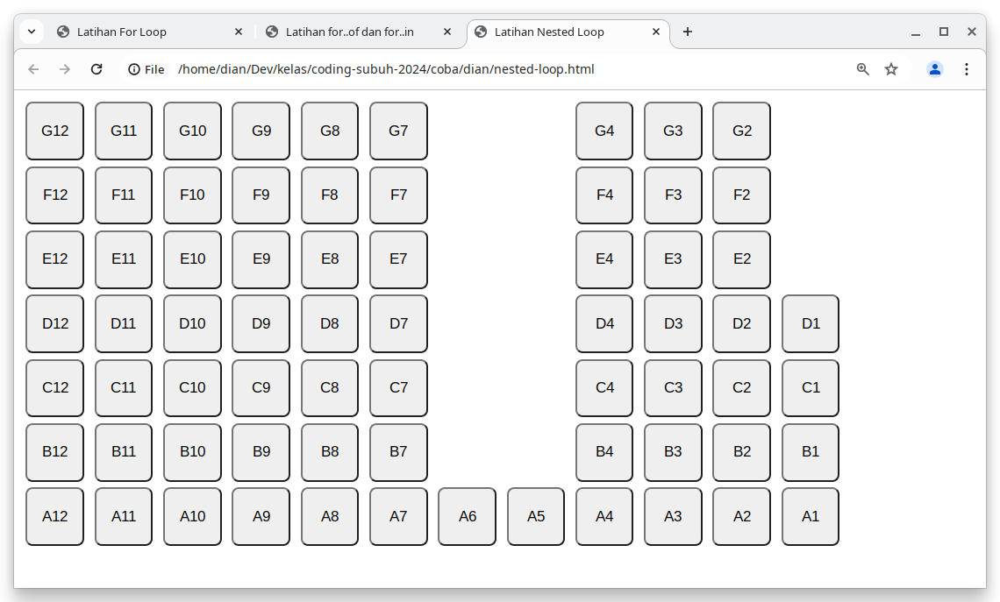 Latihan For Loop Latihan for..of dan for..in Latihan Nested Loop
File /home/dian/Dev/kelas/coding-subuh-2024/coba/dian/nested-loop.html
G12 G11 G10 G9 G8 G7 G4 G3 G2
F12 F11 F10 F9 F8 F7 F4 F3 F2
E12 E11 E10 E9 E8 E7 E4 E3 E2
D12 D11 D10 D9 D8 D7 D4 D3 D2 D1
C12 C11 C10 C9 C8 C7 C4 C3 C2 C1
B12 B11 B10 B9 B8 B7 B4 B3 B2 B1
A12 A11 A10 A9 A8 A7 A6 A5 A4 A3 A2 A1